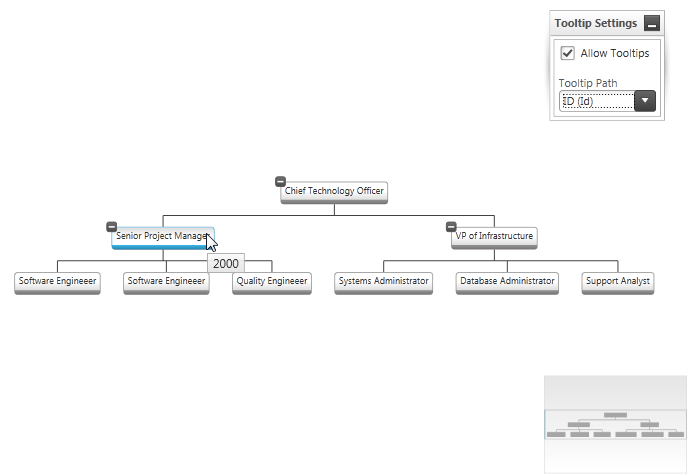 Tooltip Settings
Allow Tooltips
Tooltip Path
ID (Id)
Chief Technology Officer
Senior Project Manager
VP of Infrastructure
2000
Software Engineeer
Software Engineeer
Quality Engineeer
Systems Administrator
Database Administrator
Support Analyst